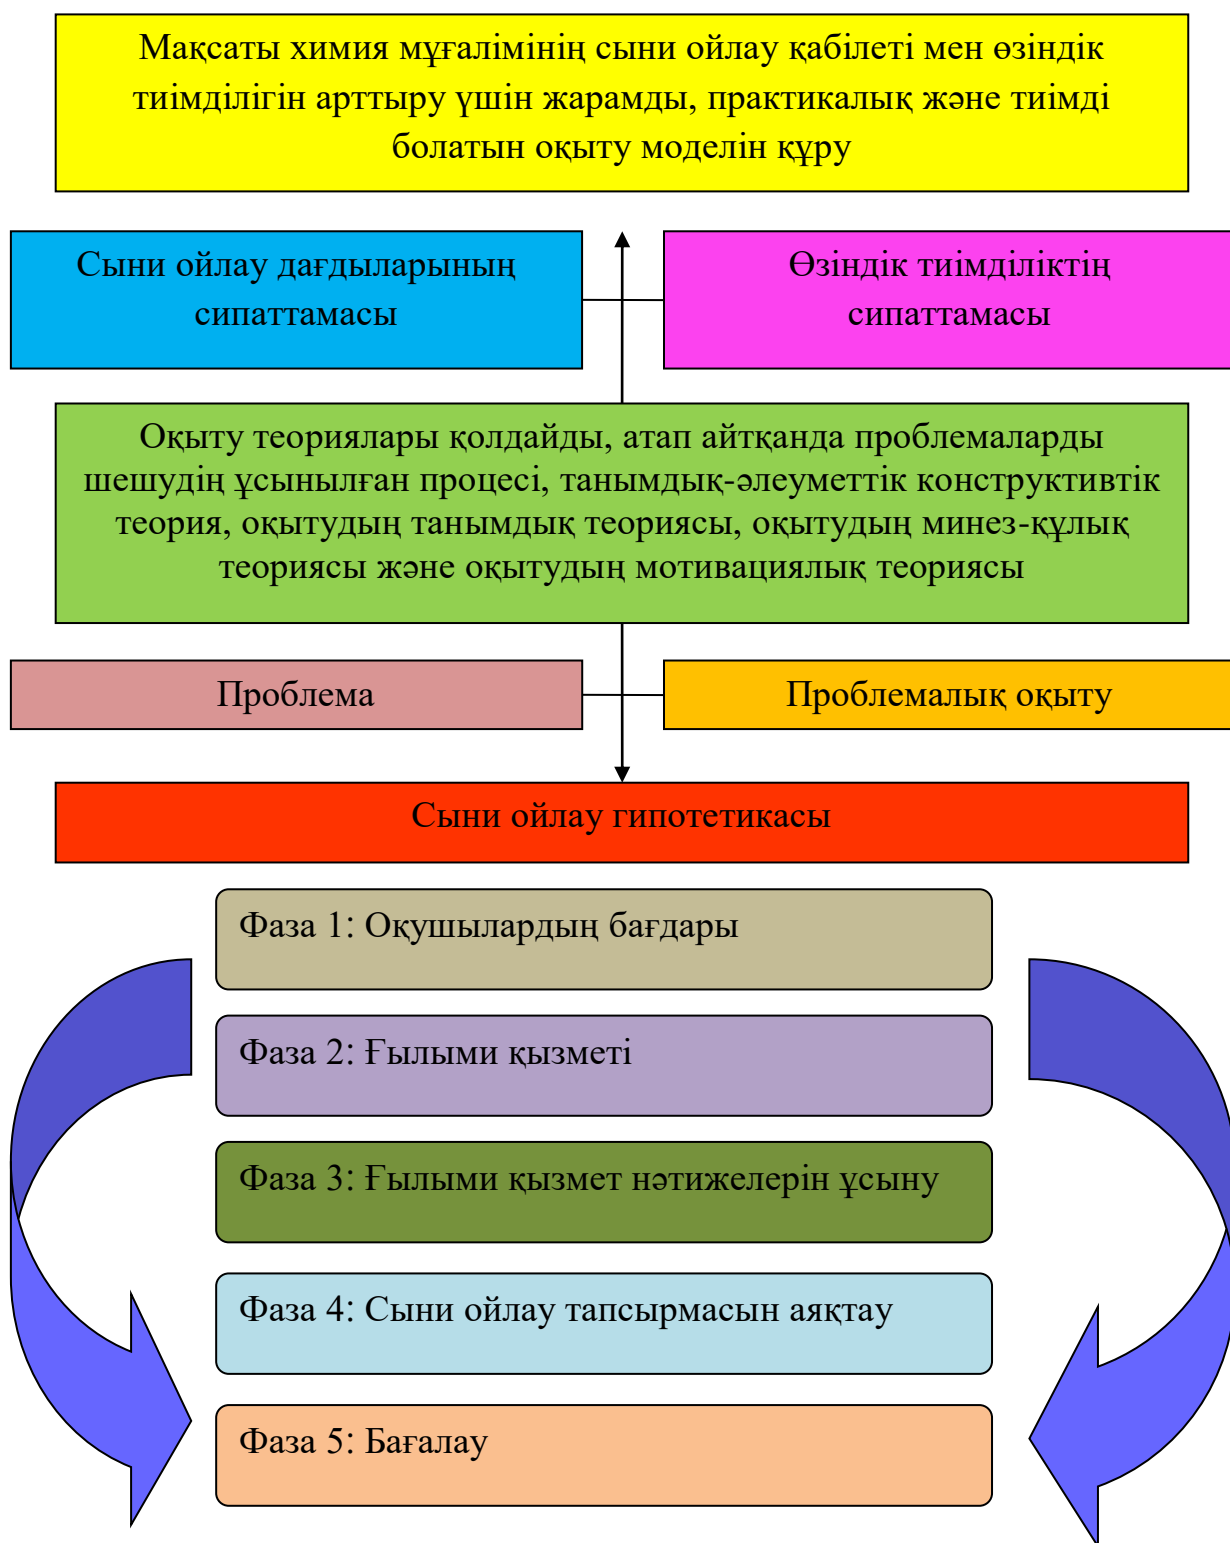 Мақсаты химия мұғалімінің сыни ойлау қабілеті мен өзіндік
тиімділігін арттыру үшін жарамды, практикалық және тиімді
болатын оқыту моделін құру
Сыни ойлау дағдыларының
сипаттамасы
Өзіндік тиімділіктің
сипаттамасы
Оқыту теориялары қолдайды, атап айтқанда проблемаларды
шешудің ұсынылған процесі, танымдық-әлеуметтік конструктивтік
теория, оқытудың танымдық теориясы, оқытудың минез-құлық
теориясы және оқытудың мотивациялық теориясы
Проблема
Проблемалық оқыту
Сыни ойлау гипотетикасы
Фаза 1: Оқушылардың бағдары
Фаза 2: Ғылыми қызметі
Фаза 3: Ғылыми қызмет нәтижелерін ұсыну
Фаза 4: Сыни ойлау тапсырмасын аяқтау
Фаза 5: Бағалау